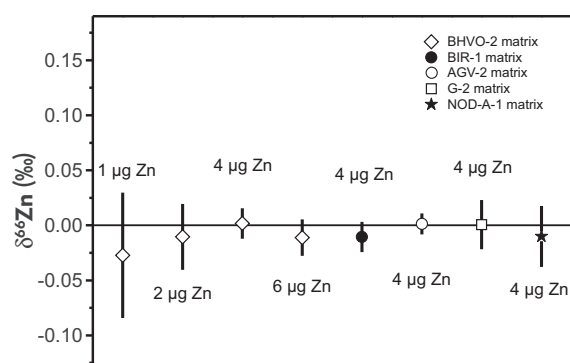 ◇ BHVO-2 matrix
● BIR-1 matrix
○ AGV-2 matrix
□ G-2 matrix
★ NOD-A-1 matrix
0.15
0.10
0.05
0.00
-0.05
-0.10
δ⁶⁶Zn (‰)
1 µg Zn
4 µg Zn
4 µg Zn
4 µg Zn
2 µg Zn
6 µg Zn
4 µg Zn
4 µg Zn